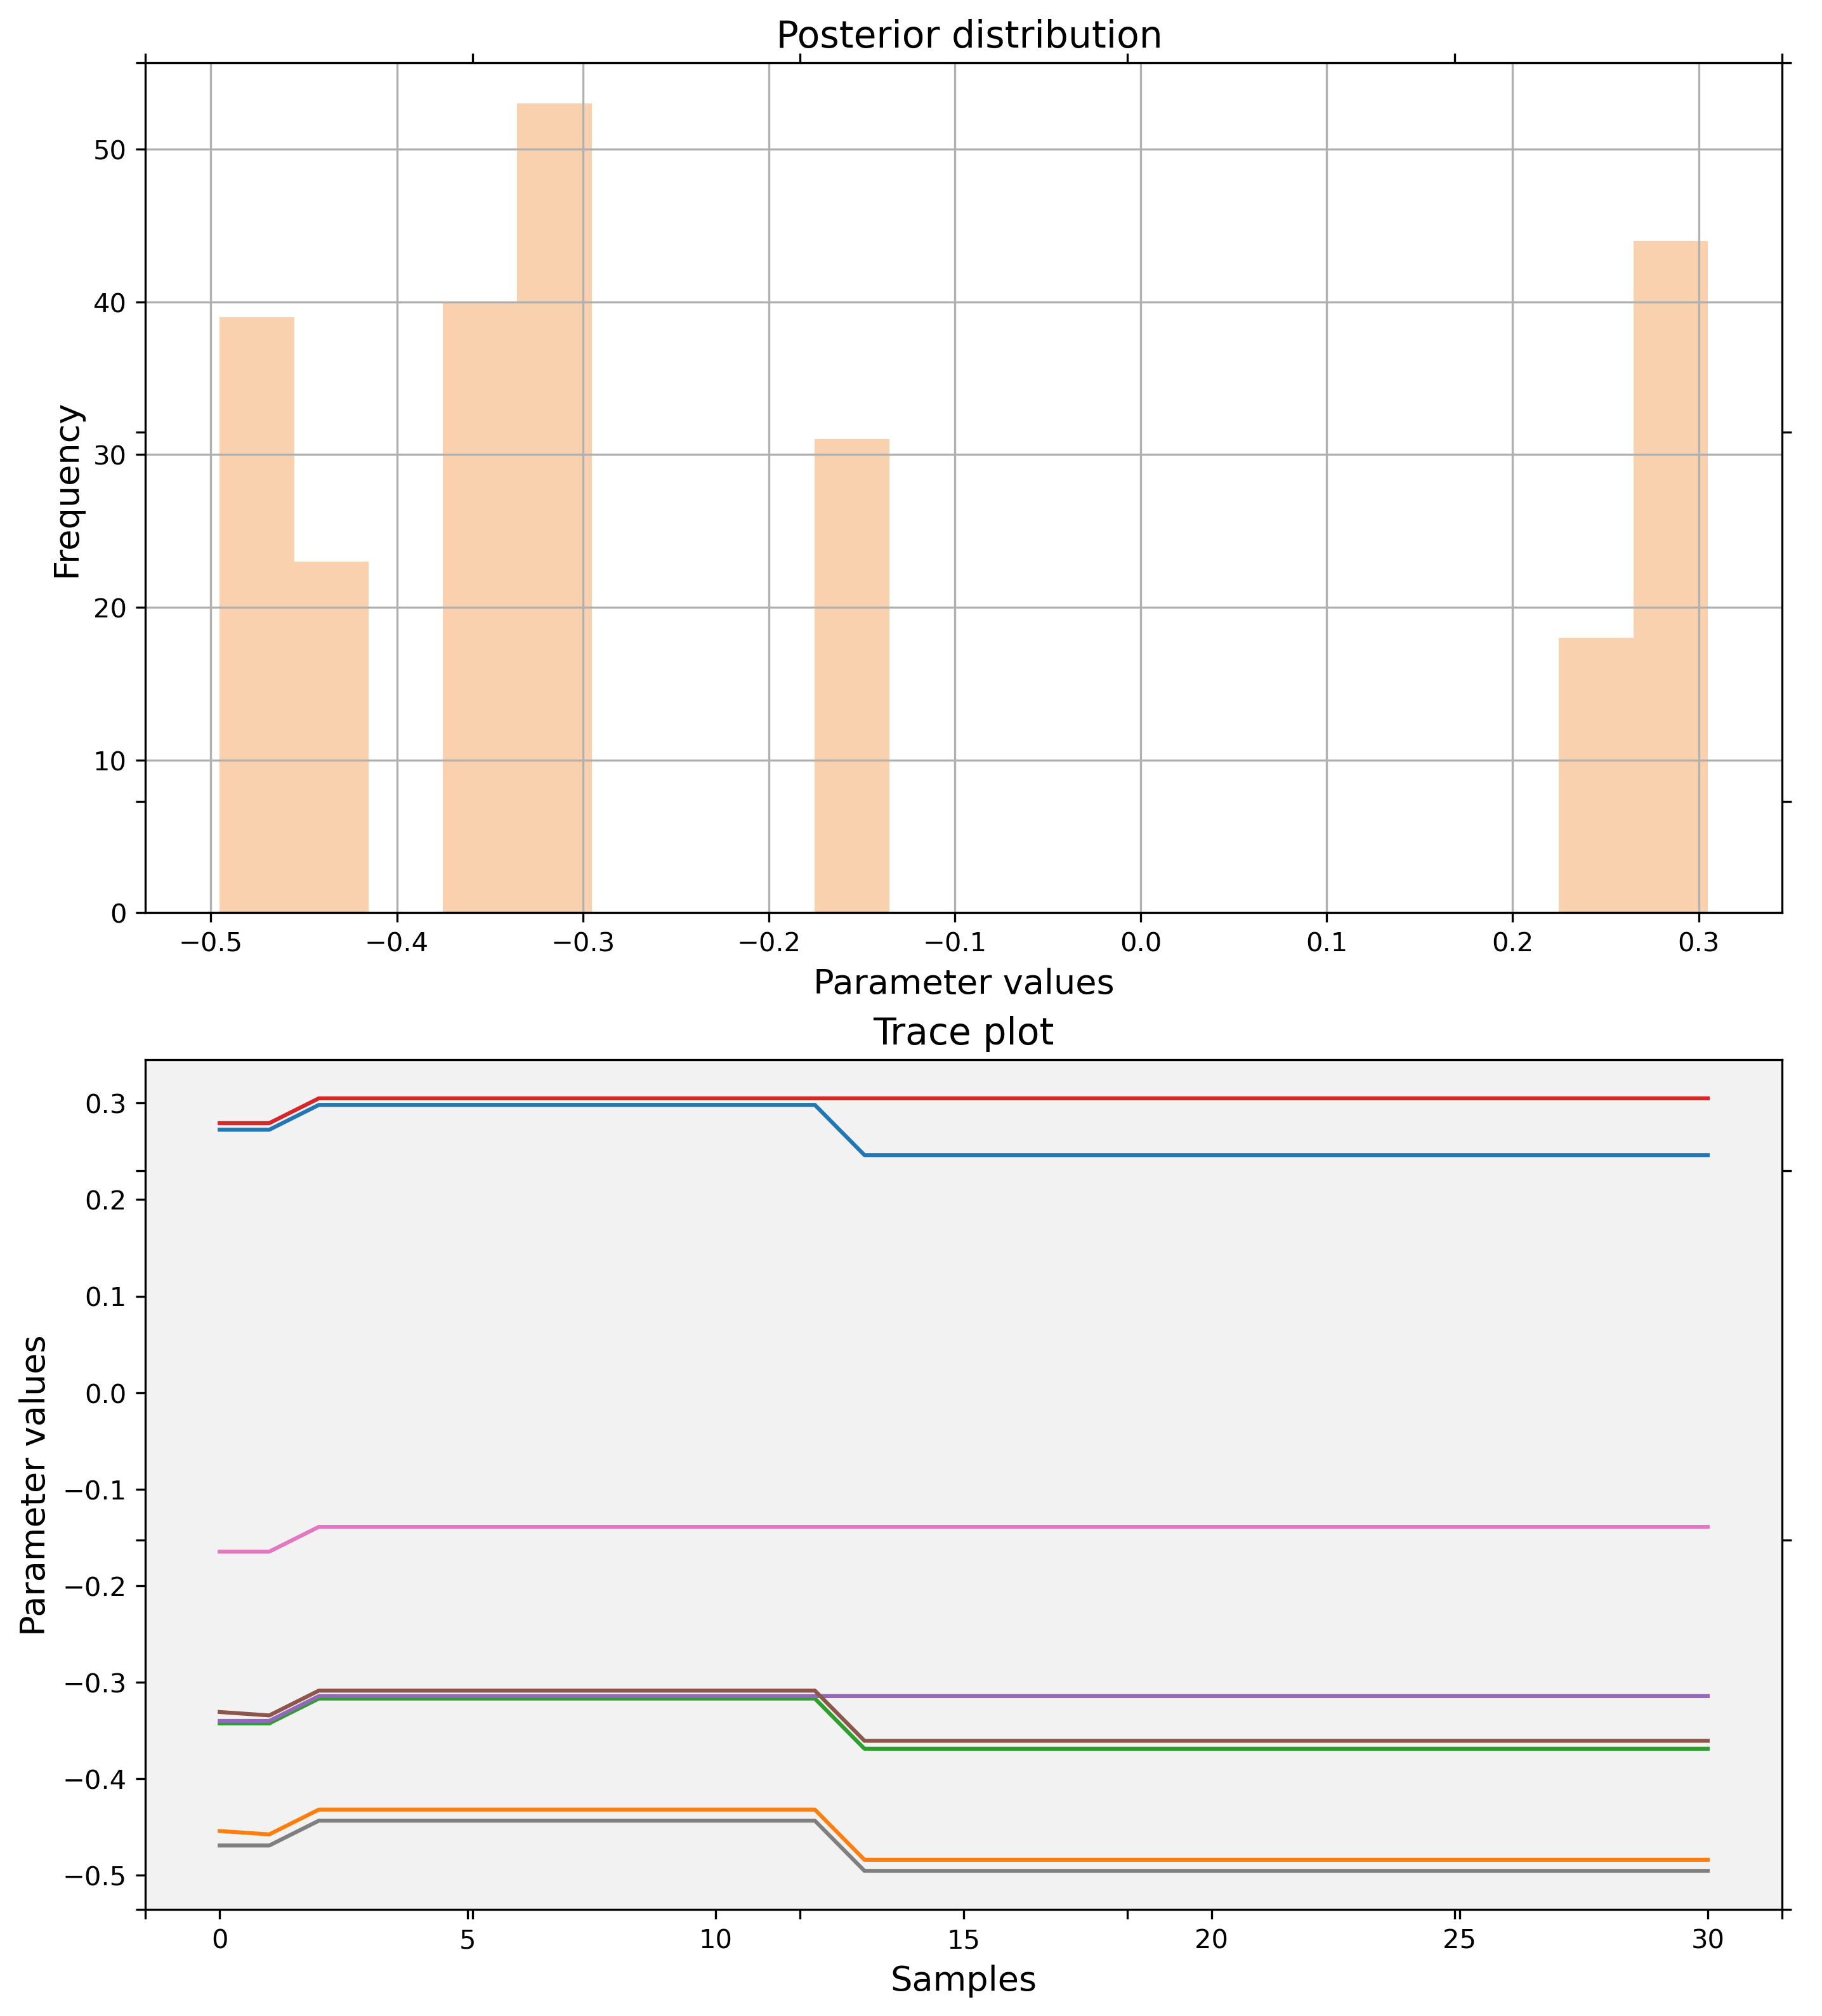 Posterior distribution
50
40
30
20
10
0
Frequency
−0.5 −0.4 −0.3 −0.2 −0.1 0.0 0.1 0.2 0.3
Parameter values
Trace plot
0.3
0.2
0.1
0.0
−0.1
−0.2
−0.3
−0.4
−0.5
Parameter values
0 5 10 15 20 25 30
Samples